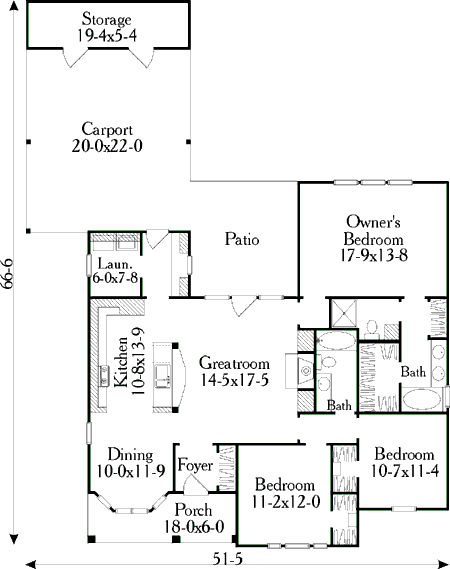 Storage
19-4x5-4
Carport
20-0x22-0
66-6
Patio
Owner's
Bedroom
17-9x13-8
Laun.
6-0x7-8
Kitchen
10-8x13-9
Greatroom
14-5x17-5
Bath
Bath
Dining
10-0x11-9
Foyer
Bedroom
10-7x11-4
Bedroom
11-2x12-0
Porch
18-0x6-0
51-5